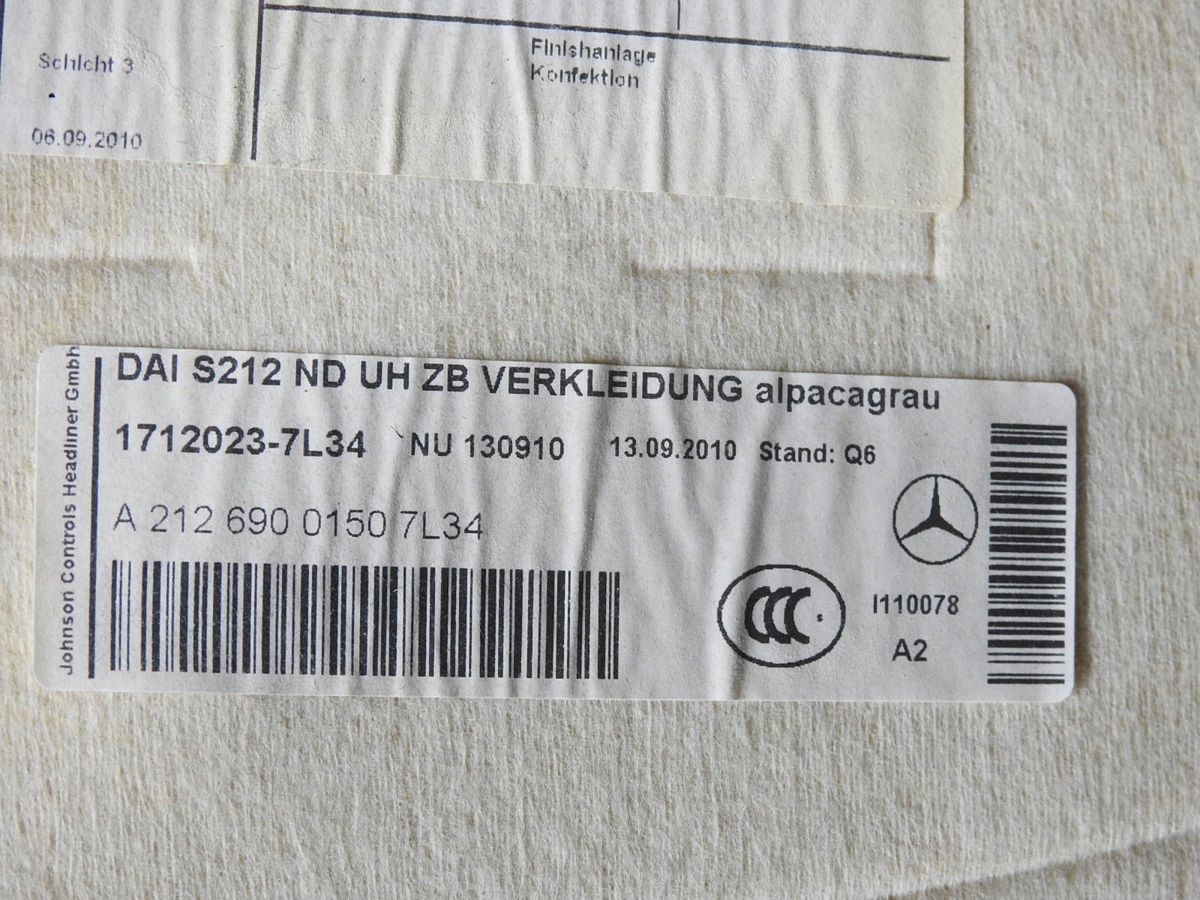 Schicht 3
06.09.2010
Finishanlage
Konfektion
Johnson Controls Headliner Gmbh
DAI S212 ND UH ZB VERKLEIDUNG alpacagrau
1712023-7L34 NU 130910 13.09.2010 Stand: Q6
A 212 690 0150 7L34
CCC
I110078
A2